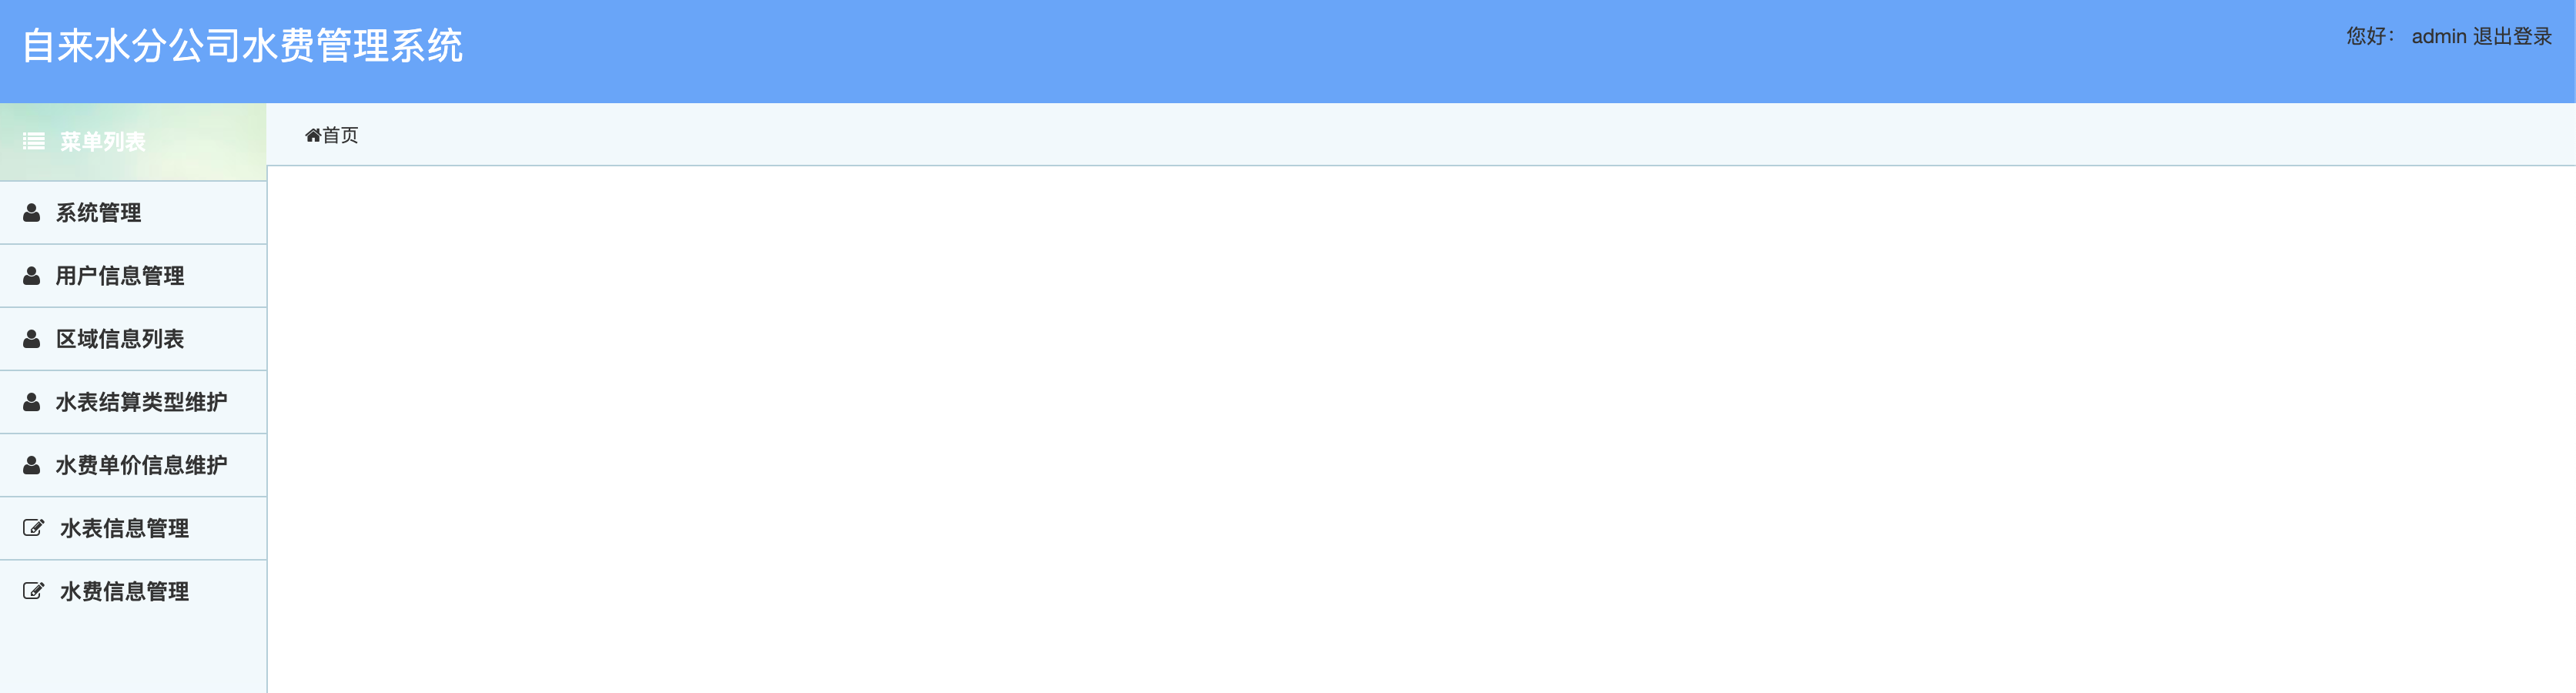 自来水分公司水费管理系统
您好： admin 退出登录
菜单列表
首页
系统管理
用户信息管理
区域信息列表
水表结算类型维护
水费单价信息维护
水表信息管理
水费信息管理